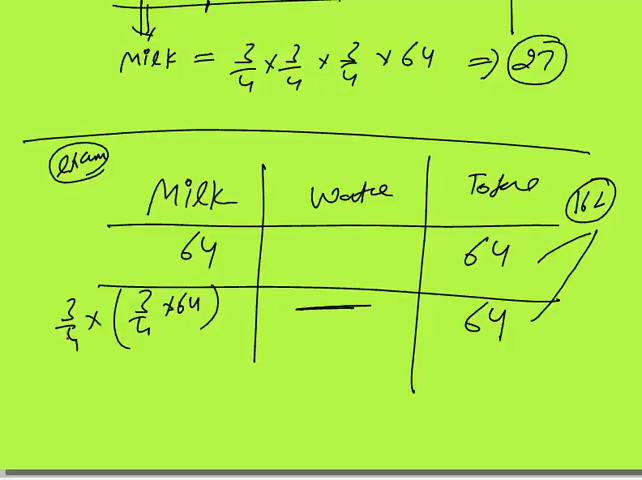 Milk = 3/4 × 3/4 × 3/4 × 64 ⇒ 27
exam
Milk Water Total 16L
64 64
3/4 × (3/4 × 64) — 64